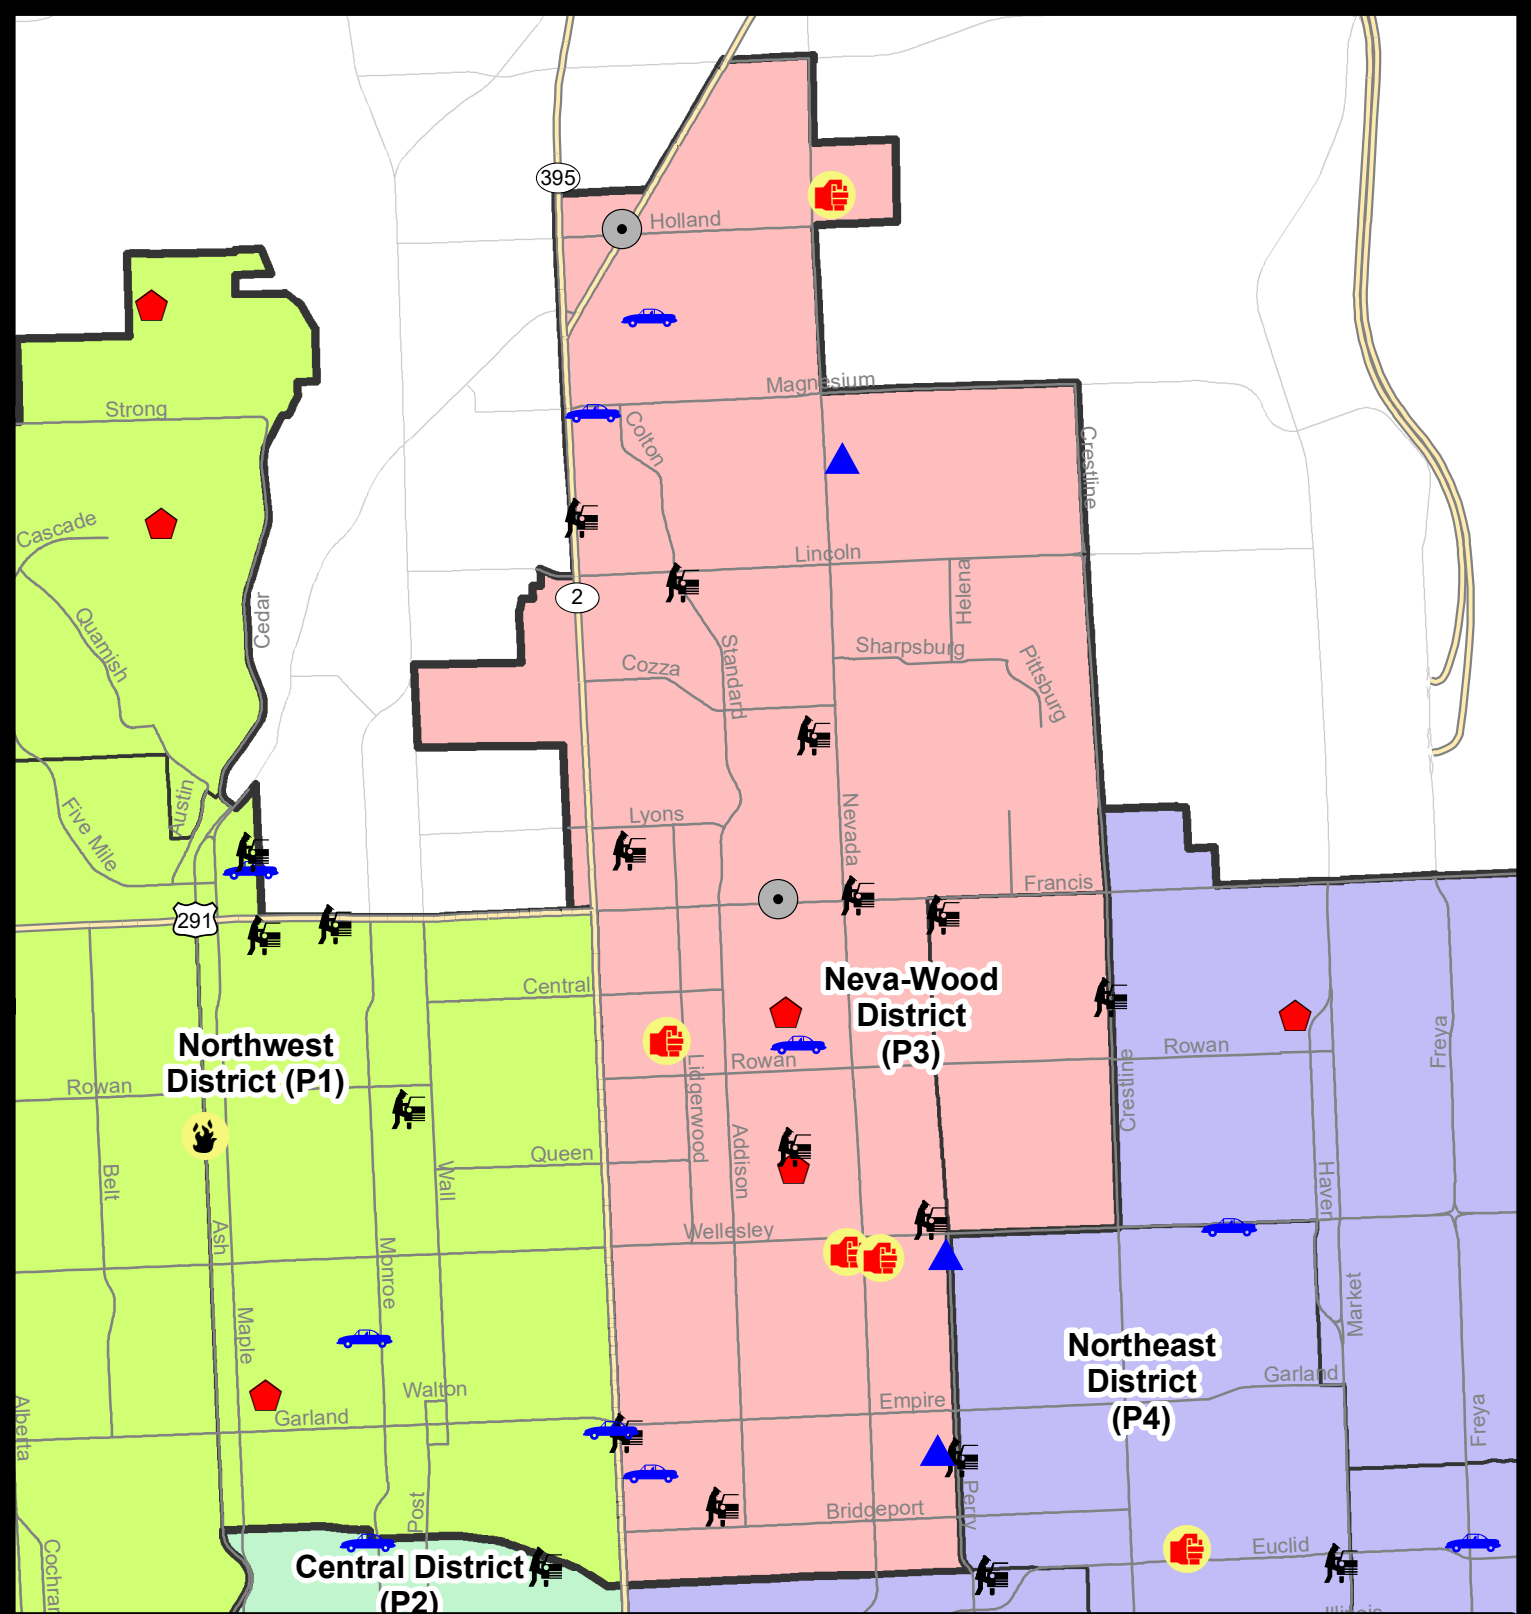 395
Holland
Magnesium
Strong
Colton
Crestline
Cascade
Lincoln
Helena
2
Cedar
Quamish
Standard
Sharpsburg
Cozza
Pittsburg
Austin
Five Mile
Lyons
Nevada
Francis
291
Central
Neva-Wood
District
(P3)
Northwest
District (P1)
Rowan
Rowan
Rowan
Freya
Crestline
Lidgerwood
Addison
Queen
Belt
Wall
Haven
Ash
Monroe
Wellesley
Maple
Market
Northeast
District
(P4)
Garland
Walton
Garland
Empire
Alberta
Freya
Post
Bridgeport
Perry
Euclid
Central District
(P2)
Cochran